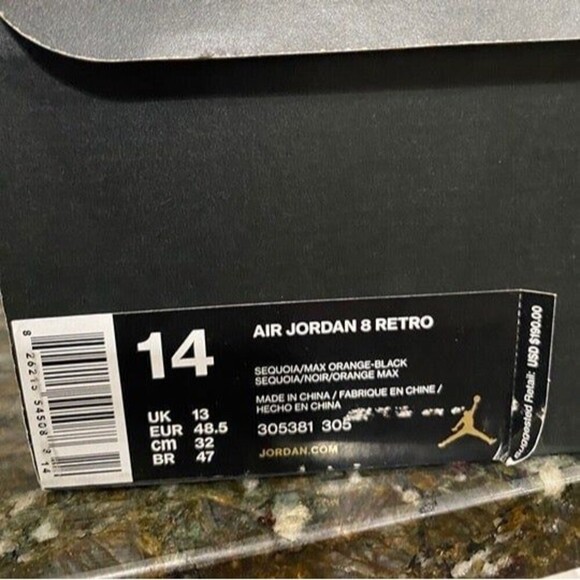 AIR JORDAN 8 RETRO
14
SEQUOIA/MAX ORANGE-BLACK
SEQUOIA/NOIR/ORANGE MAX
MADE IN CHINA / FABRIQUE EN CHINE /
HECHO EN CHINA
305381 305
JORDAN.COM
UK 13
EUR 48.5
cm 32
BR 47
Suggested Retail: USD $190.00